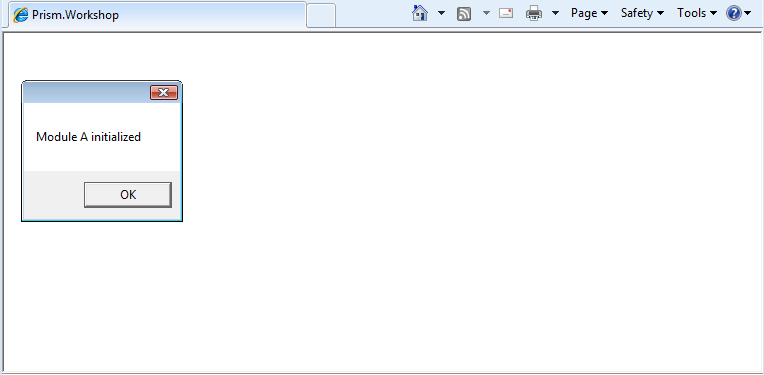 Prism.Workshop
Page Safety Tools
Module A initialized
OK